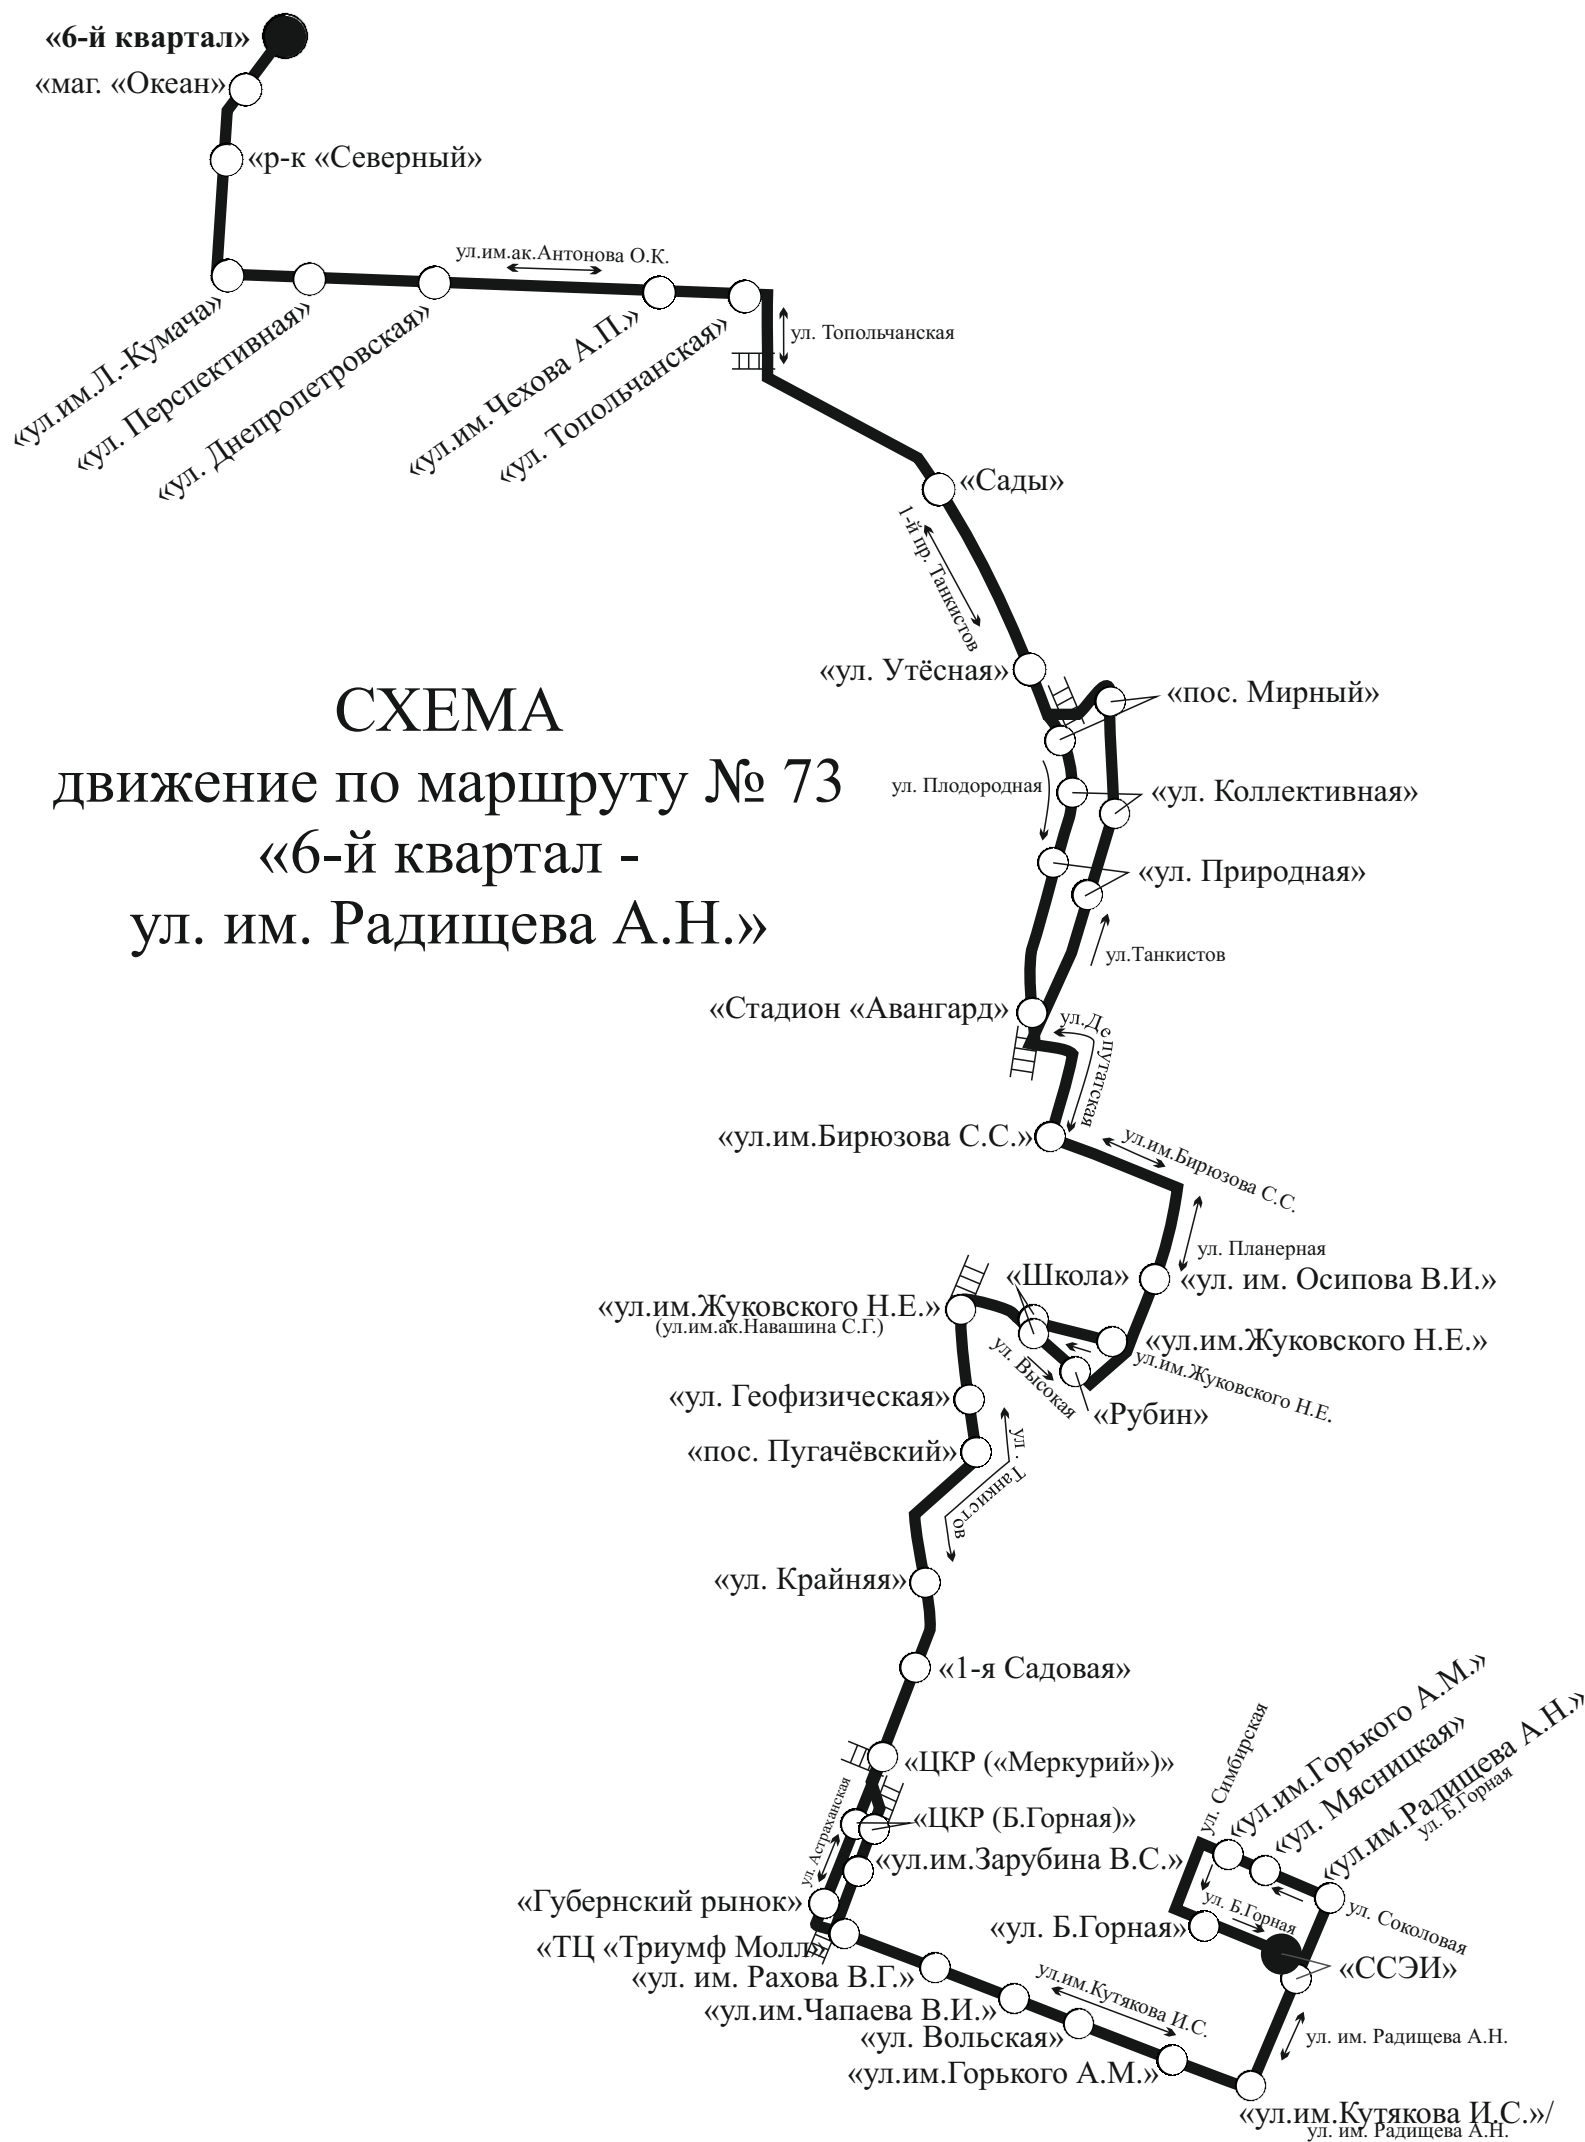 «6-й квартал»
«маг. «Океан»
«р-к «Северный»
ул.им.ак.Антонова О.К.
«ул.им.Л.-Кумача»
«ул. Перспективная»
«ул. Днепропетровская»
«ул.им.Чехова А.П.»
«ул. Топольчанская»
ул. Топольчанская
«Сады»
1-й пр. Танкистов
«ул. Утёсная»
«пос. Мирный»
СХЕМА
движение по маршруту № 73
«6-й квартал -
ул. им. Радищева А.Н.»
ул. Плодородная
«ул. Коллективная»
«ул. Природная»
ул.Танкистов
«Стадион «Авангард»
ул.Депутатская
«ул.им.Бирюзова С.С.»
ул.им.Бирюзова С.С.
ул. Планерная
«Школа»
«ул. им. Осипова В.И.»
«ул.им.Жуковского Н.Е.»
(ул.им.ак.Навашина С.Г.)
«ул.им.Жуковского Н.Е.»
ул.им.Жуковского Н.Е.
ул. Высокая
«Рубин»
«ул. Геофизическая»
«пос. Пугачёвский»
ул. Танкистов
«ул. Крайняя»
«1-я Садовая»
«ЦКР («Меркурий»)»
ул. Астраханская
«ЦКР (Б.Горная)»
«ул.им.Зарубина В.С.»
«Губернский рынок»
«ТЦ «Триумф Молл»
«ул. им. Рахова В.Г.»
«ул.им.Чапаева В.И.»
«ул. Вольская»
«ул.им.Горького А.М.»
ул.им.Кутякова И.С.
ул. Симбирская
«ул.им.Горького А.М.»
«ул. Мясницкая»
«ул.им.Радищева А.Н.»
ул. Б.Горная
ул. Б.Горная
ул. Соколовая
«ул. Б.Горная»
«ССЭИ»
ул. им. Радищева А.Н.
«ул.им.Кутякова И.С.»/
ул. им. Радищева А.Н.